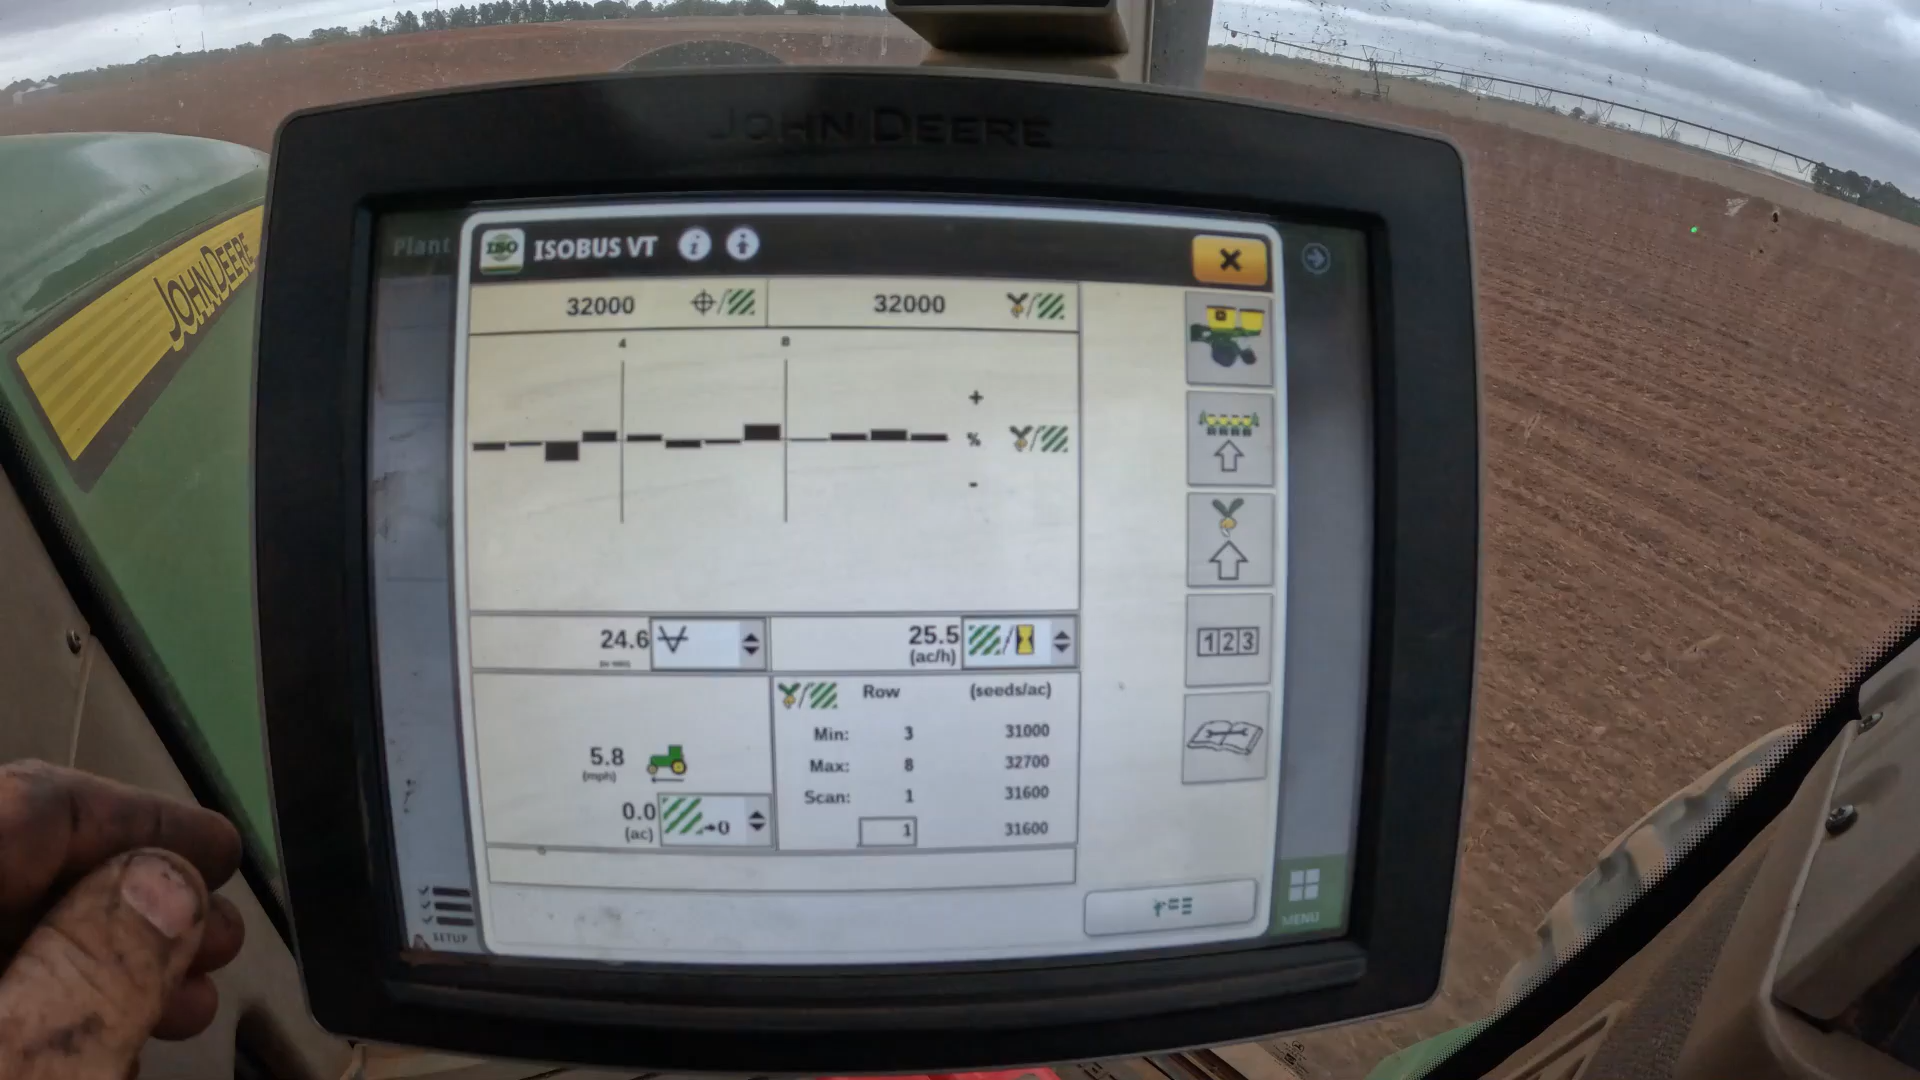 JOHN DEERE
JOHN DEERE
Plant
ISO
ISOBUS VT
32000
32000
4
8
+
%
-
24.6
25.5
(ac/h)
5.8
(mph)
0.0
(ac)
→0
Row
(seeds/ac)
Min:
3
31000
Max:
8
32700
Scan:
1
31600
1
31600
1 2 3
SETUP
MENU